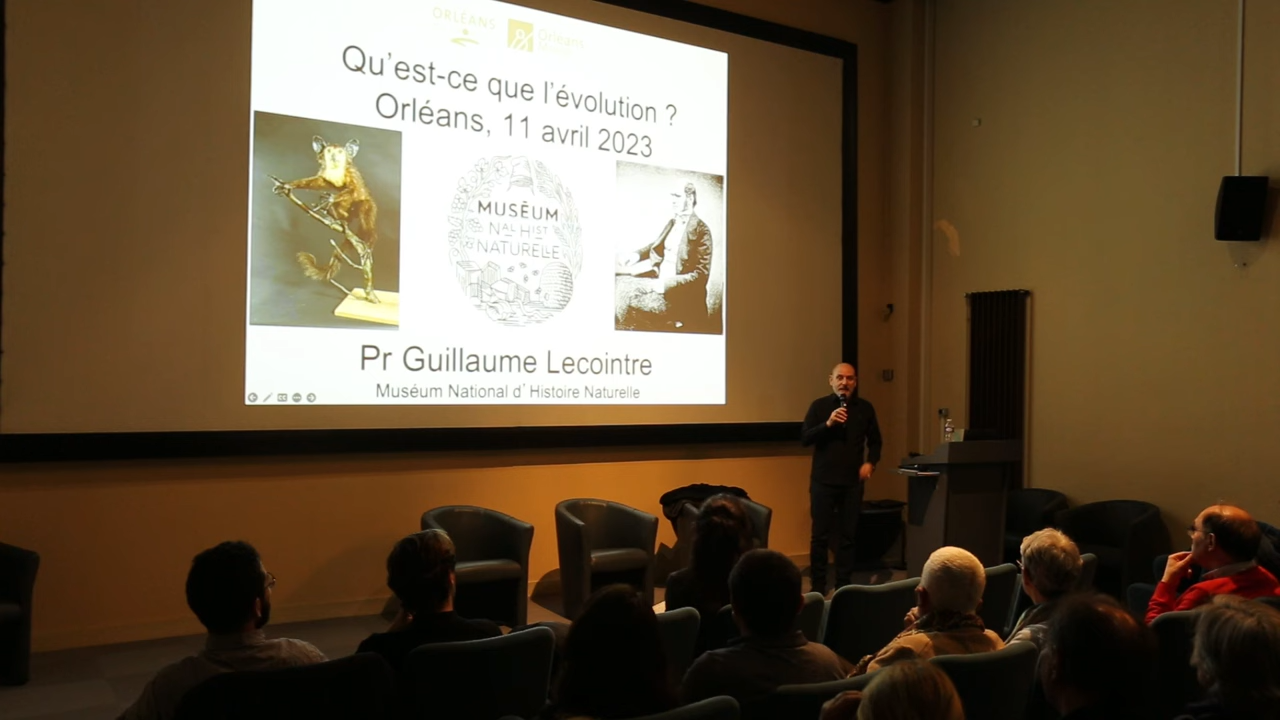 ORLÉANS
Orléans
Qu'est-ce que l'évolution ?
Orléans, 11 avril 2023
MUSĒUM
NAL HIST
NATURELLE
Pr Guillaume Lecointre
Muséum National d' Histoire Naturelle